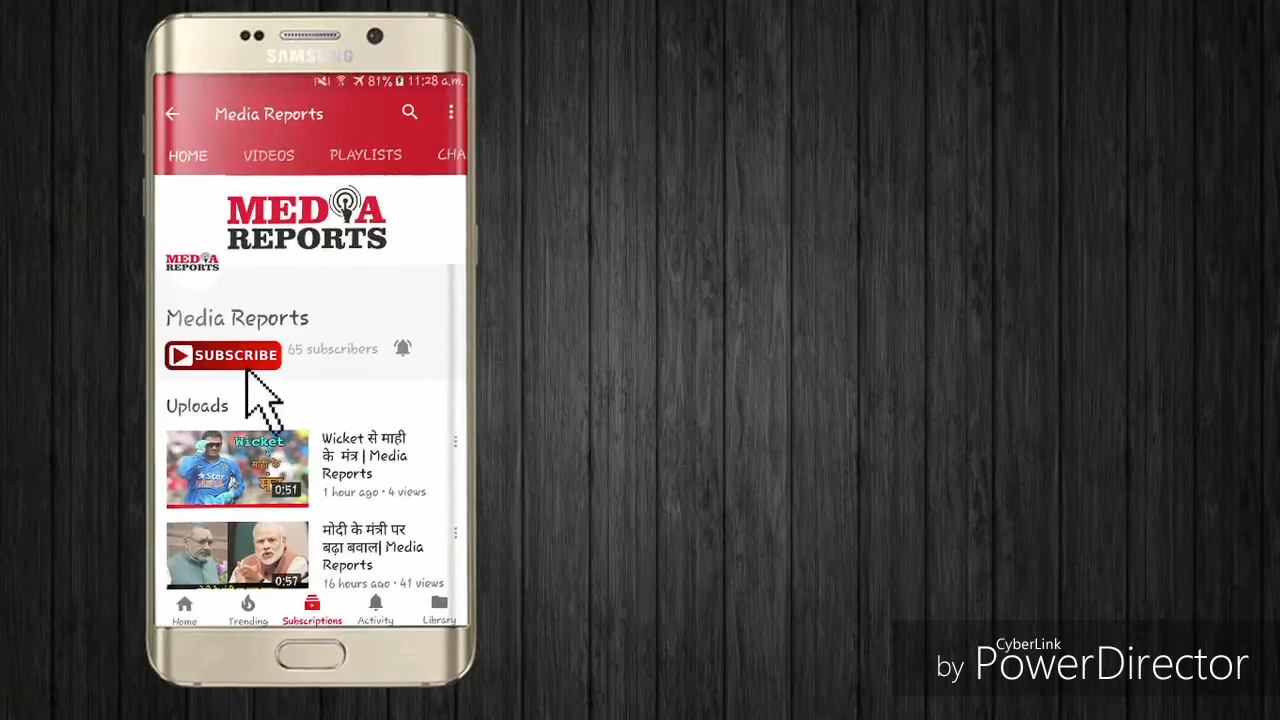 SAMSUNG
81% 11:28 a.m.
Media Reports
HOME VIDEOS PLAYLISTS CHA
MEDIA
REPORTS
MEDIA
REPORTS
Media Reports
SUBSCRIBE 65 subscribers
Uploads
Wicket
से
माही के
मंत्र
0:51
Wicket से माही
के मंत्र | Media
Reports
1 hour ago • 4 views
0:57
मोदी के मंत्री पर
बढ़ा बवाल| Media
Reports
16 hours ago • 41 views
Home Trending Subscriptions Activity Library
CyberLink
by PowerDirector